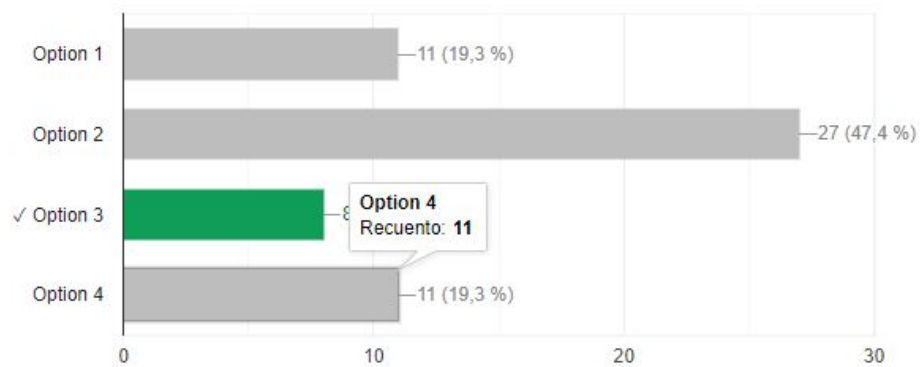 Option 1
11 (19,3 %)
Option 2
27 (47,4 %)
✓ Option 3
8
Option 4
Recuento: 11
Option 4
11 (19,3 %)
0 10 20 30